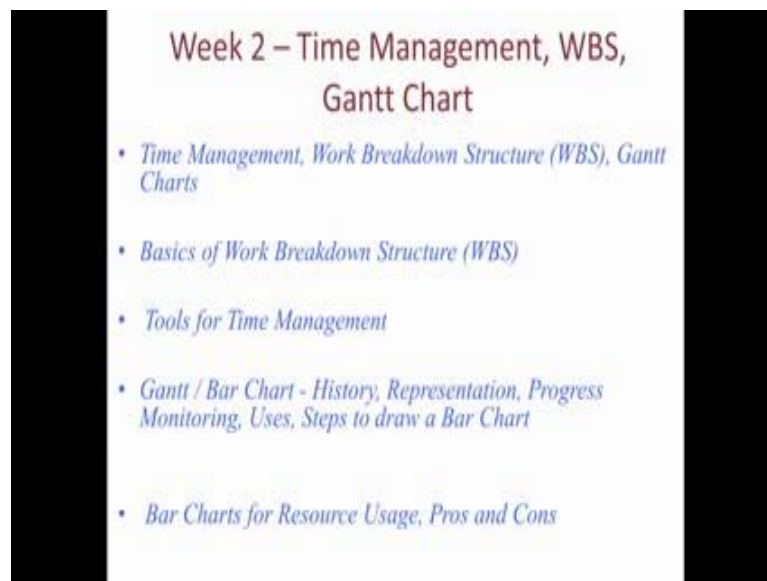 Week 2 – Time Management, WBS,
Gantt Chart
• Time Management, Work Breakdown Structure (WBS), Gantt
Charts
• Basics of Work Breakdown Structure (WBS)
• Tools for Time Management
• Gantt / Bar Chart - History, Representation, Progress
Monitoring, Uses, Steps to draw a Bar Chart
• Bar Charts for Resource Usage, Pros and Cons